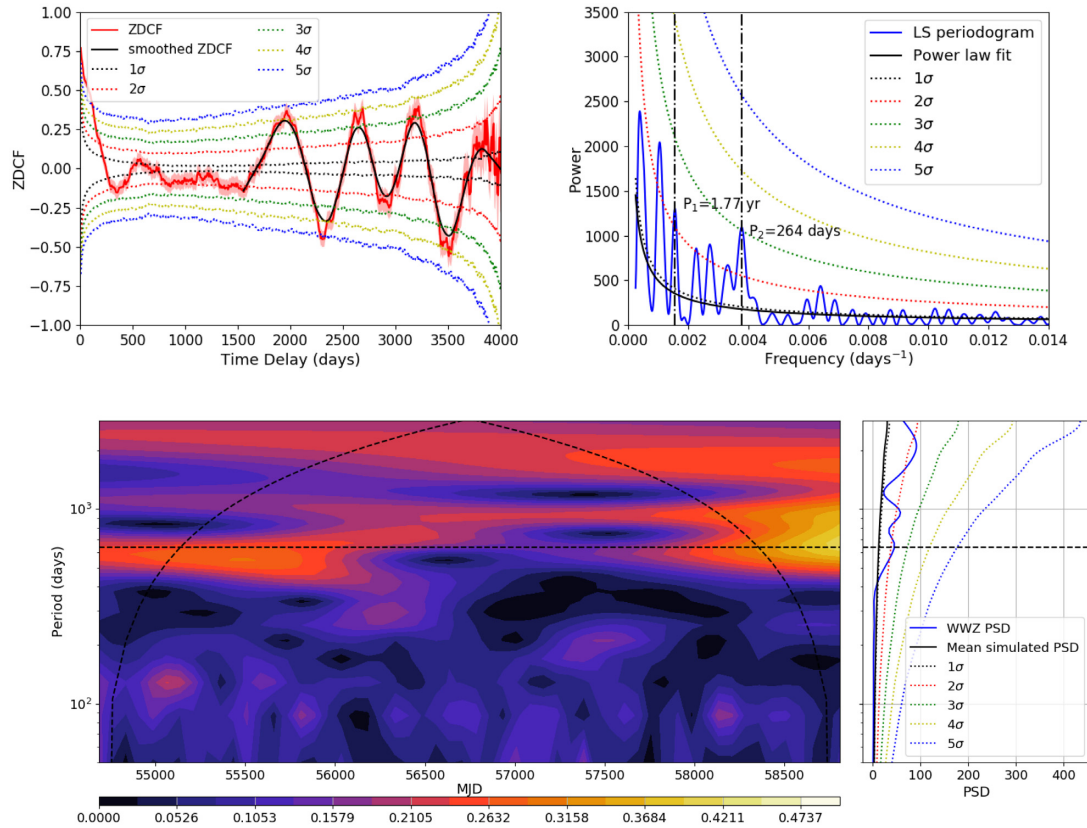 1.00
0.75
0.50
0.25
0.00
−0.25
−0.50
−0.75
−1.00
ZDCF
ZDCF
smoothed ZDCF
1σ
2σ
3σ
4σ
5σ
0 500 1000 1500 2000 2500 3000 3500 4000
Time Delay (days)
3500
3000
2500
2000
1500
1000
500
0
Power
LS periodogram
Power law fit
1σ
2σ
3σ
4σ
5σ
P₁=1.77 yr
P₂=264 days
0.000 0.002 0.004 0.006 0.008 0.010 0.012 0.014
Frequency (days⁻¹)
10³
10²
Period (days)
55000 55500 56000 56500 57000 57500 58000 58500
MJD
0.0000 0.0526 0.1053 0.1579 0.2105 0.2632 0.3158 0.3684 0.4211 0.4737
WWZ PSD
Mean simulated PSD
1σ
2σ
3σ
4σ
5σ
0 100 200 300 400
PSD